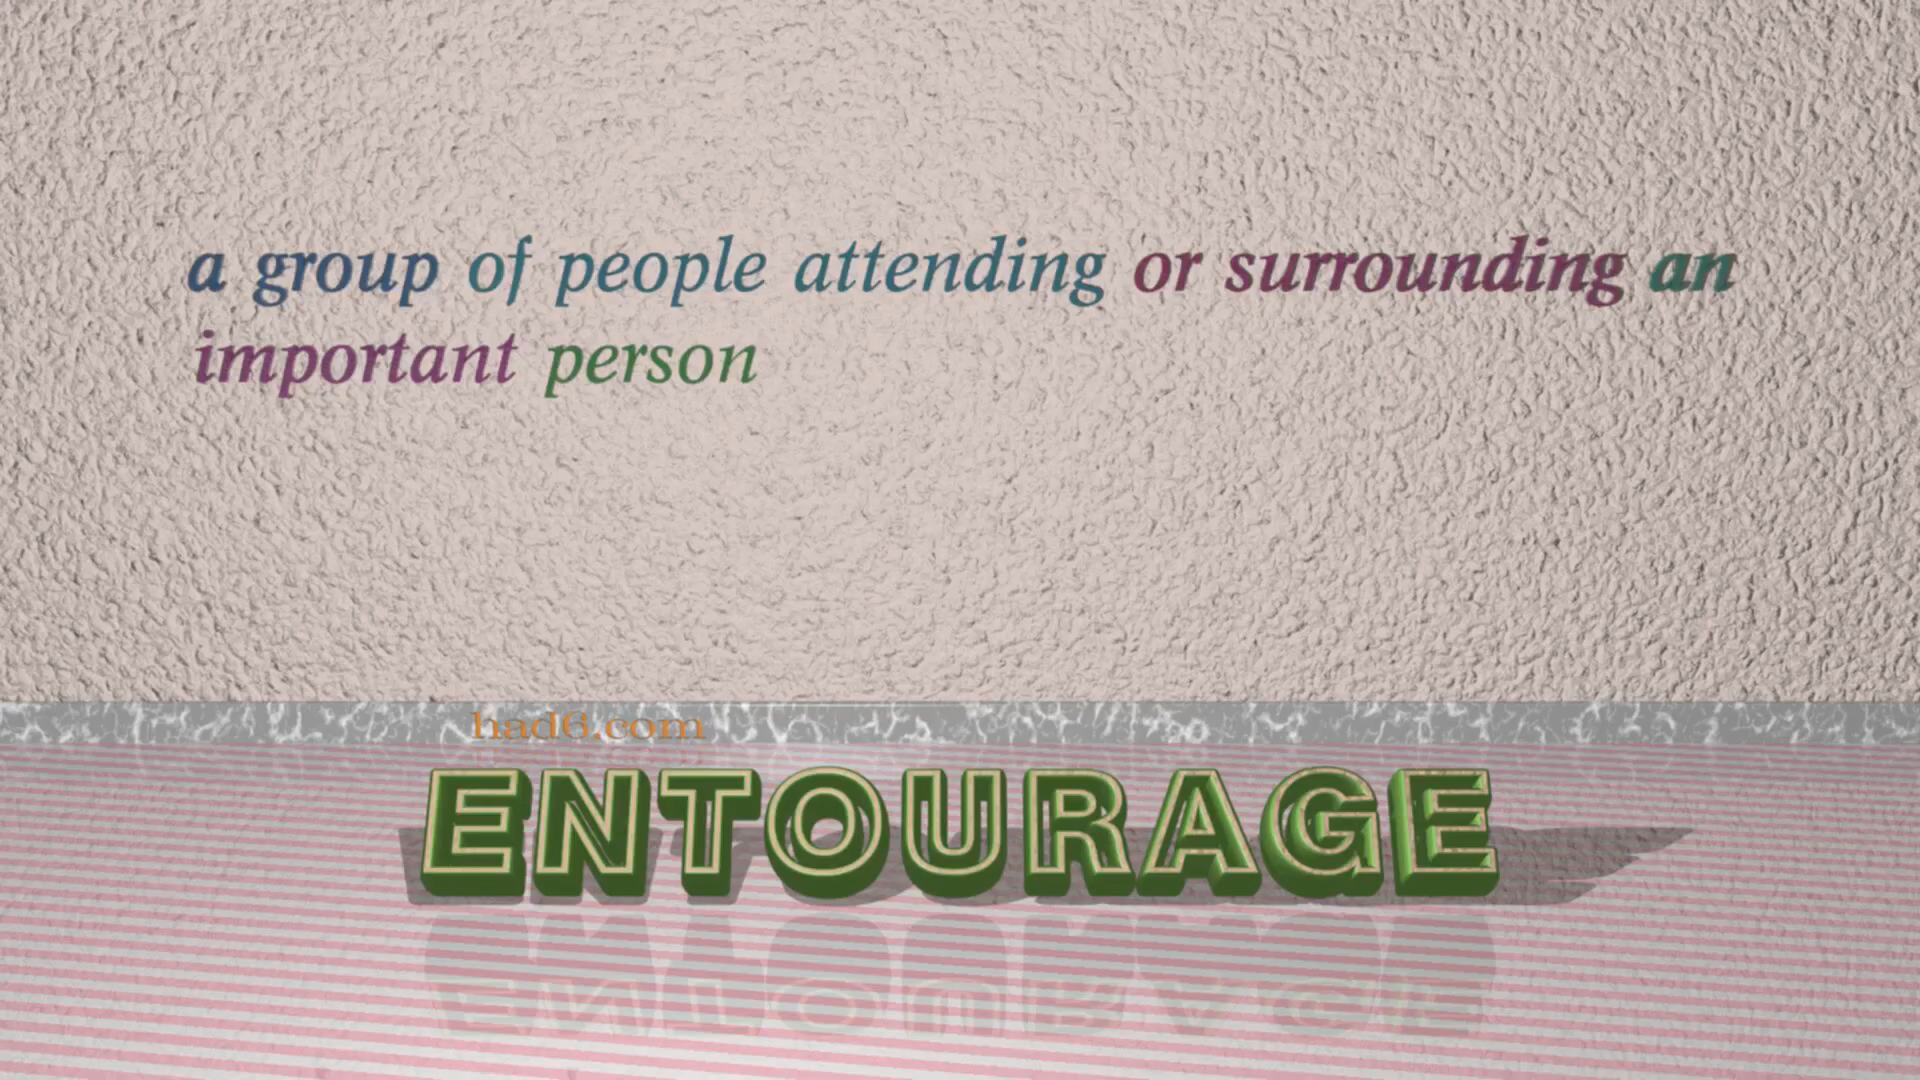 a group of people attending or surrounding an
important person
had6.com
ENTOURAGE